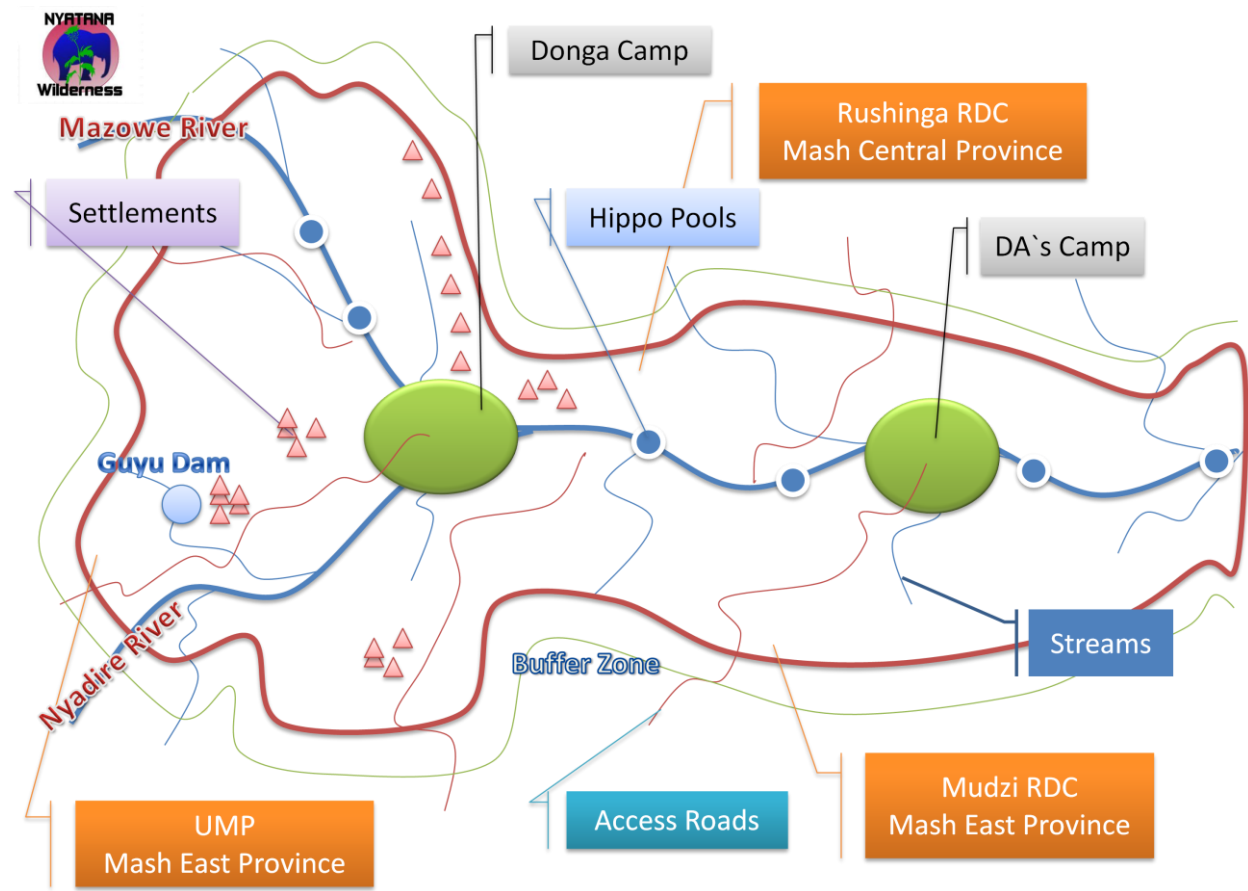 NYATANA
Wilderness
Donga Camp
Mazowe River
Rushinga RDC
Mash Central Province
Settlements
Hippo Pools
DA`s Camp
Guyu Dam
Nyadire River
Buffer Zone
Streams
UMP
Mash East Province
Access Roads
Mudzi RDC
Mash East Province